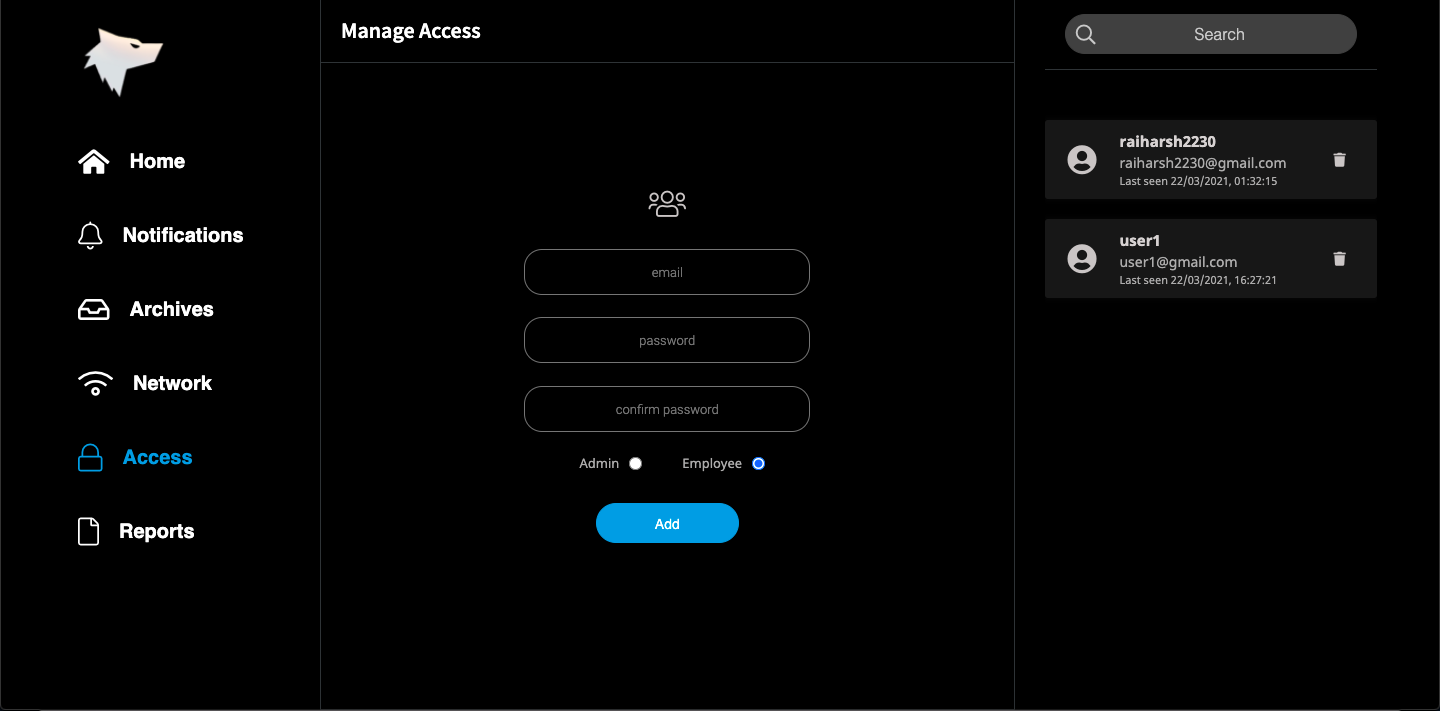 Home
Notifications
Archives
Network
Access
Reports
Manage Access
email
password
confirm password
Admin Employee
Add
Search
raiharsh2230
raiharsh2230@gmail.com
Last seen 22/03/2021, 01:32:15
user1
user1@gmail.com
Last seen 22/03/2021, 16:27:21